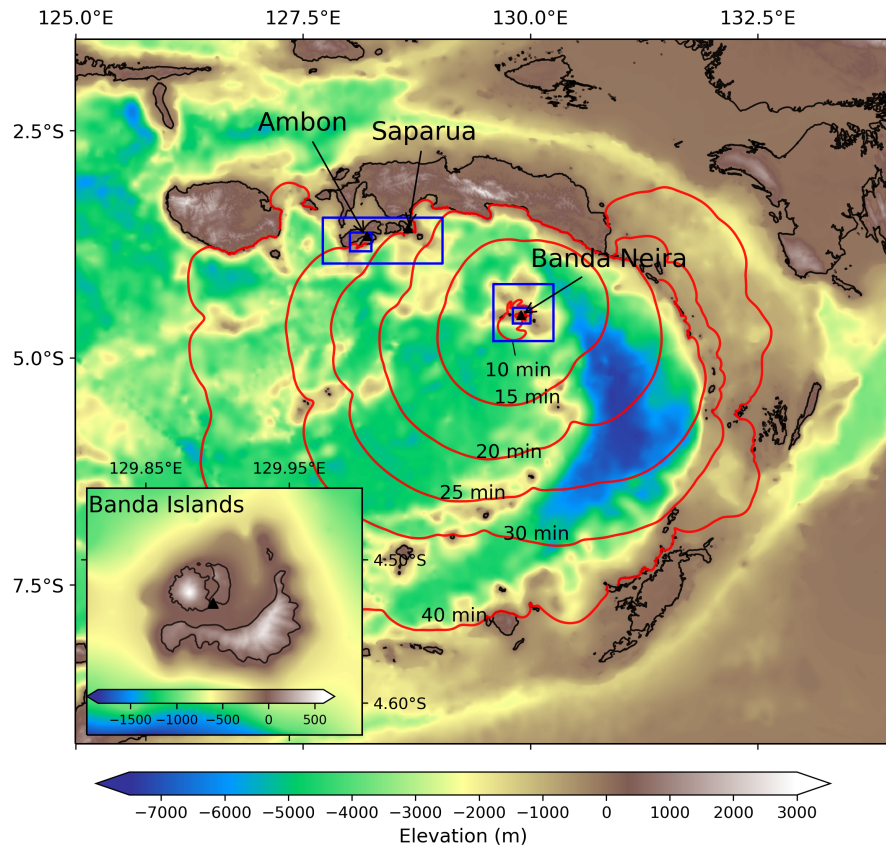 125.0°E 127.5°E 130.0°E 132.5°E
2.5°S
Ambon
Saparua
Banda Neira
5.0°S
10 min
15 min
20 min
25 min
30 min
40 min
129.85°E 129.95°E
Banda Islands
4.50°S
7.5°S
−1500 −1000 −500 0 500
4.60°S
−7000 −6000 −5000 −4000 −3000 −2000 −1000 0 1000 2000 3000
Elevation (m)